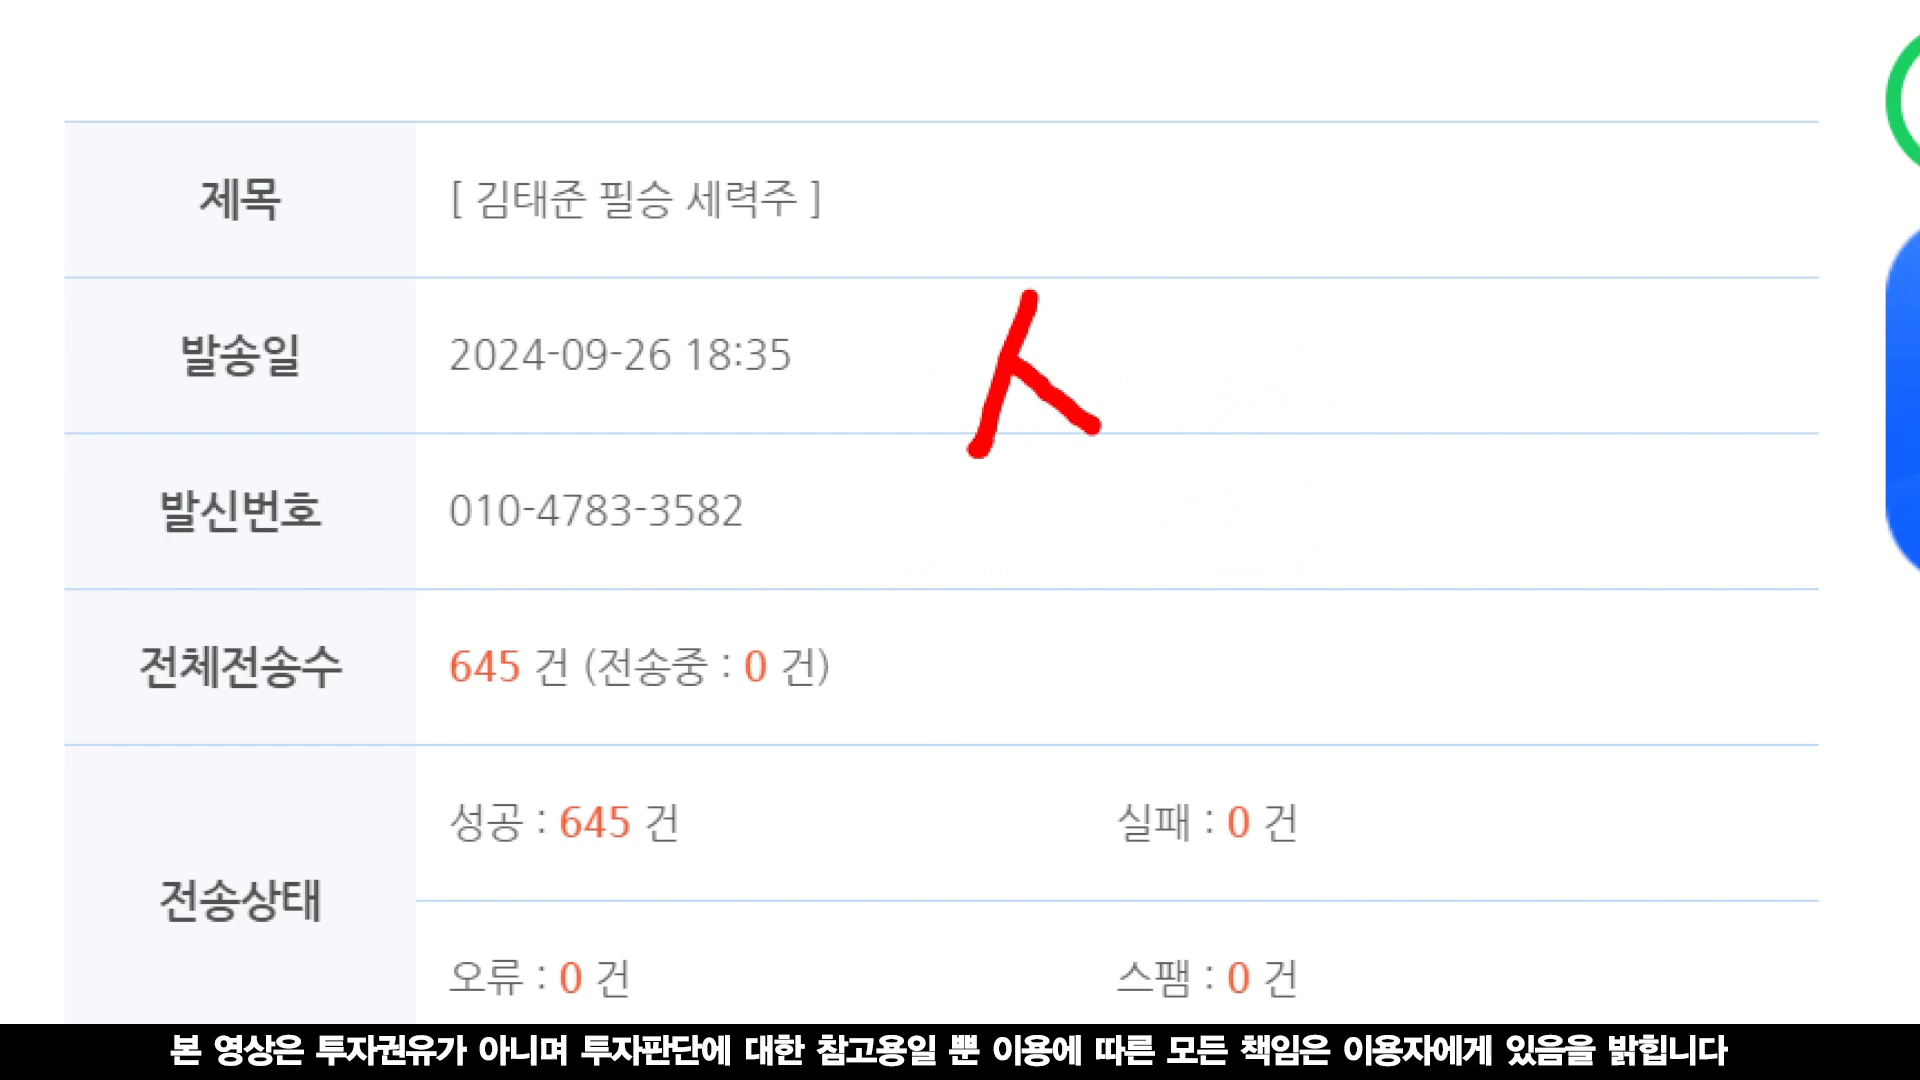 제목 [ 김태준 필승 세력주 ]
발송일 2024-09-26 18:35
ㅅ
발신번호 010-4783-3582
전체전송수 645 건 (전송중 : 0 건)
성공 : 645 건 실패 : 0 건
전송상태
오류 : 0 건 스팸 : 0 건
본 영상은 투자권유가 아니며 투자판단에 대한 참고용일 뿐 이용에 따른 모든 책임은 이용자에게 있음을 밝힙니다